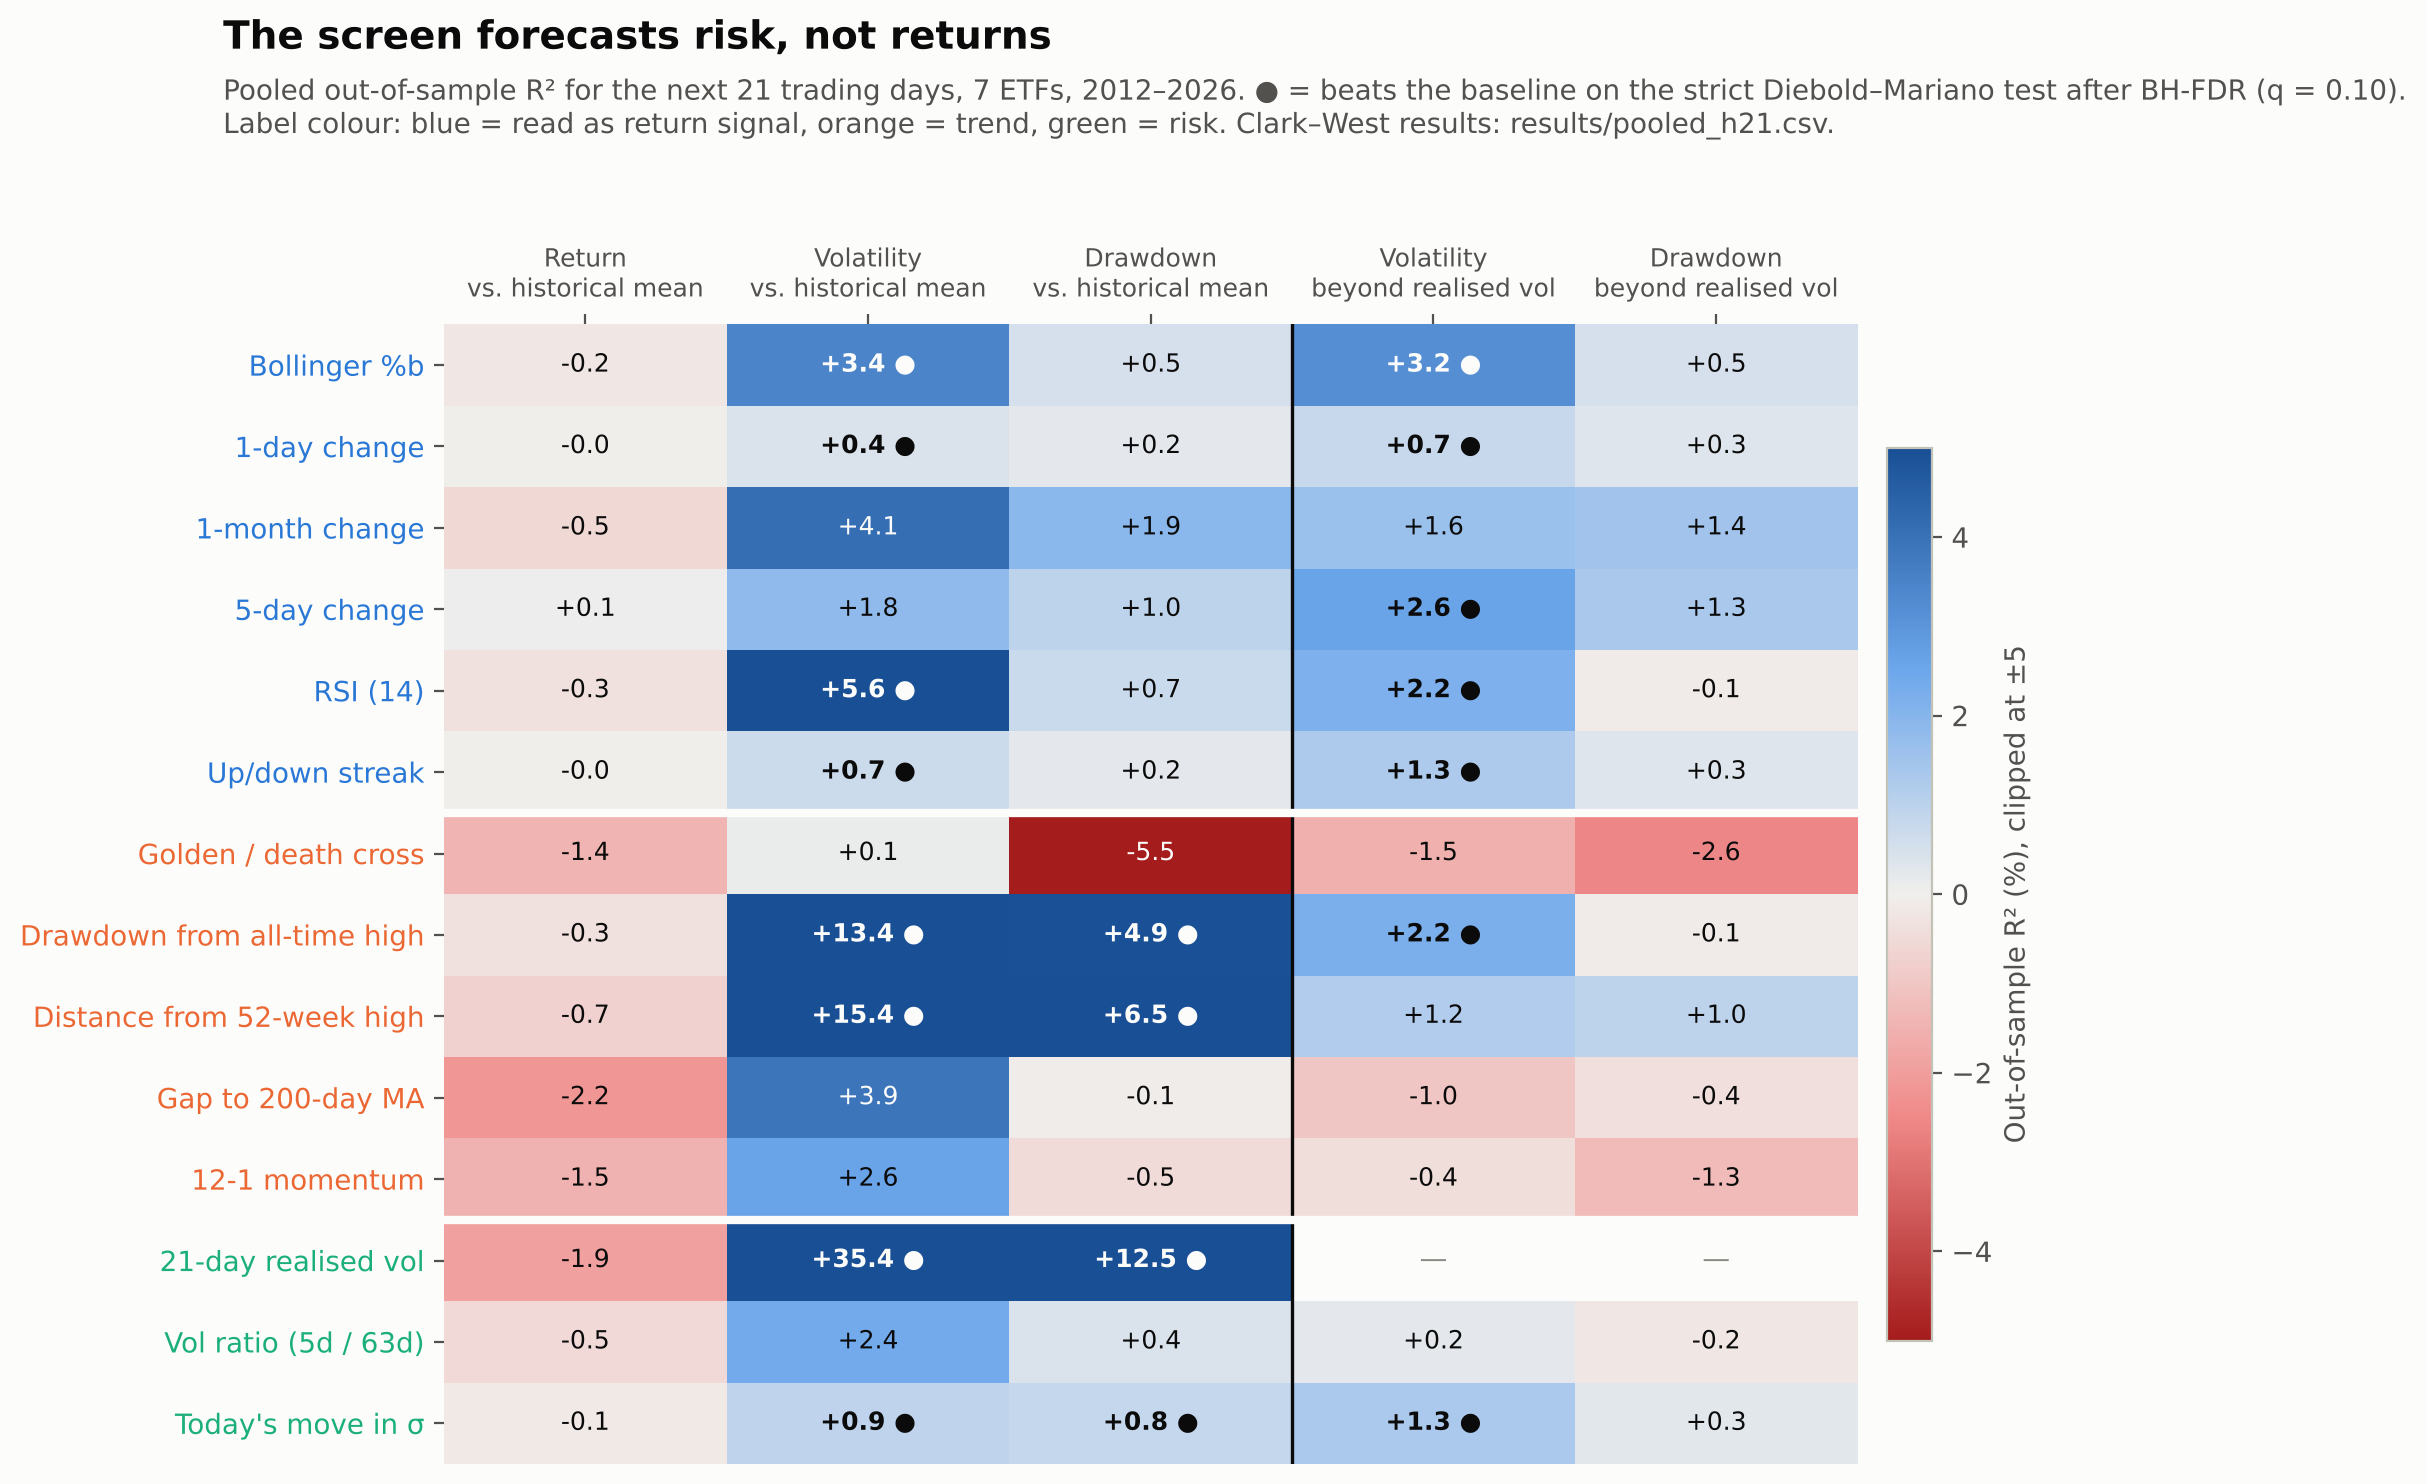 The screen forecasts risk, not returns
Pooled out-of-sample R² for the next 21 trading days, 7 ETFs, 2012–2026. ● = beats the baseline on the strict Diebold–Mariano test after BH-FDR (q = 0.10).
Label colour: blue = read as return signal, orange = trend, green = risk. Clark–West results: results/pooled_h21.csv.
Return Volatility Drawdown Volatility Drawdown
vs. historical mean vs. historical mean vs. historical mean beyond realised vol beyond realised vol
Bollinger %b -0.2 +3.4 ● +0.5 +3.2 ● +0.5
1-day change -0.0 +0.4 ● +0.2 +0.7 ● +0.3
1-month change -0.5 +4.1 +1.9 +1.6 +1.4
5-day change +0.1 +1.8 +1.0 +2.6 ● +1.3
RSI (14) -0.3 +5.6 ● +0.7 +2.2 ● -0.1
Up/down streak -0.0 +0.7 ● +0.2 +1.3 ● +0.3
Golden / death cross -1.4 +0.1 -5.5 -1.5 -2.6
Drawdown from all-time high -0.3 +13.4 ● +4.9 ● +2.2 ● -0.1
Distance from 52-week high -0.7 +15.4 ● +6.5 ● +1.2 +1.0
Gap to 200-day MA -2.2 +3.9 -0.1 -1.0 -0.4
12-1 momentum -1.5 +2.6 -0.5 -0.4 -1.3
21-day realised vol -1.9 +35.4 ● +12.5 ● — —
Vol ratio (5d / 63d) -0.5 +2.4 +0.4 +0.2 -0.2
Today's move in σ -0.1 +0.9 ● +0.8 ● +1.3 ● +0.3
4
2
0
−2
−4
Out-of-sample R² (%), clipped at ±5